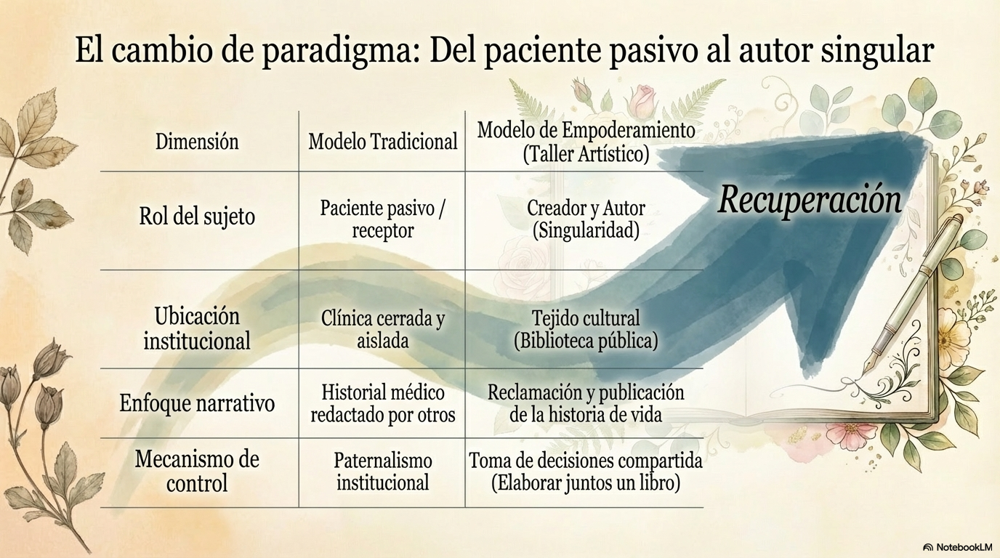 El cambio de paradigma: Del paciente pasivo al autor singular
Dimensión
Modelo Tradicional
Modelo de Empoderamiento
(Taller Artístico)
Rol del sujeto
Paciente pasivo /
receptor
Creador y Autor
(Singularidad)
Recuperación
Ubicación
institucional
Clínica cerrada y
aislada
Tejido cultural
(Biblioteca pública)
Enfoque narrativo
Historial médico
redactado por otros
Reclamación y publicación
de la historia de vida
Mecanismo de
control
Paternalismo
institucional
Toma de decisiones compartida
(Elaborar juntos un libro)
NotebookLM